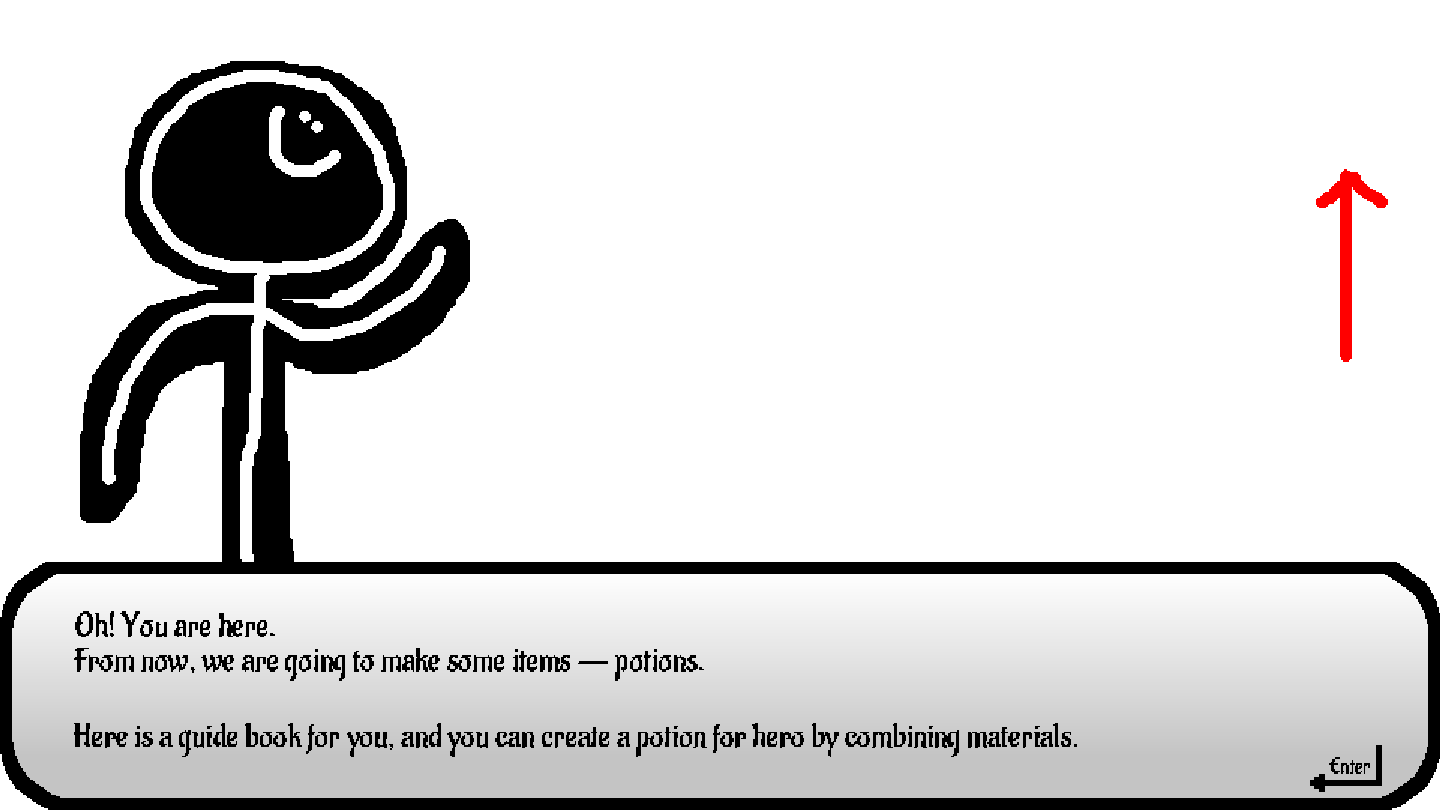 Oh! You are here.
From now, we are going to make some items — potions.
Here is a guide book for you, and you can create a potion for hero by combining materials.
Enter